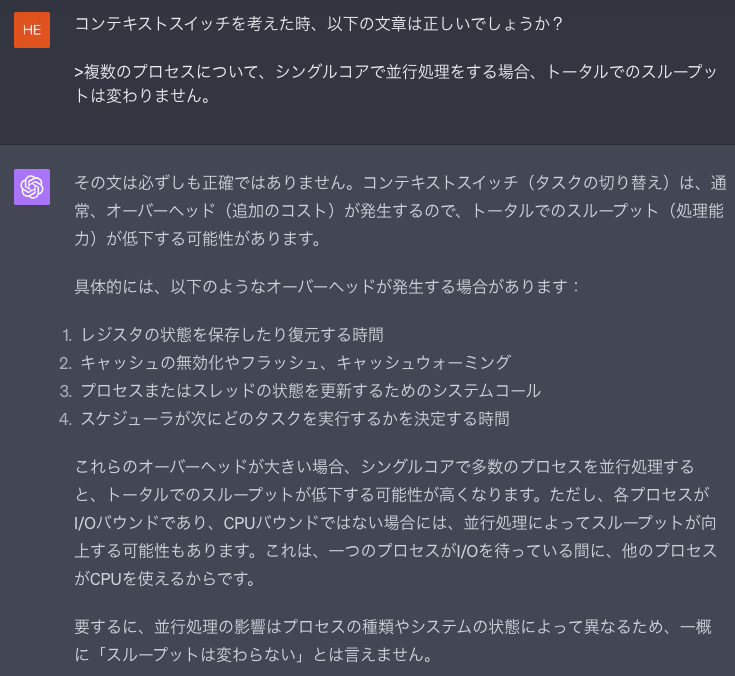 HE
コンテキストスイッチを考えた時、以下の文章は正しいでしょうか？
>複数のプロセスについて、シングルコアで並行処理をする場合、トータルでのスループッ
トは変わりません。
その文は必ずしも正確ではありません。コンテキストスイッチ（タスクの切り替え）は、通
常、オーバーヘッド（追加のコスト）が発生するので、トータルでのスループット（処理能
力）が低下する可能性があります。
具体的には、以下のようなオーバーヘッドが発生する場合があります：
1. レジスタの状態を保存したり復元する時間
2. キャッシュの無効化やフラッシュ、キャッシュウォーミング
3. プロセスまたはスレッドの状態を更新するためのシステムコール
4. スケジューラが次にどのタスクを実行するかを決定する時間
これらのオーバーヘッドが大きい場合、シングルコアで多数のプロセスを並行処理する
と、トータルでのスループットが低下する可能性が高くなります。ただし、各プロセスが
I/Oバウンドであり、CPUバウンドではない場合には、並行処理によってスループットが向
上する可能性もあります。これは、一つのプロセスがI/Oを待っている間に、他のプロセス
がCPUを使えるからです。
要するに、並行処理の影響はプロセスの種類やシステムの状態によって異なるため、一概
に「スループットは変わらない」とは言えません。